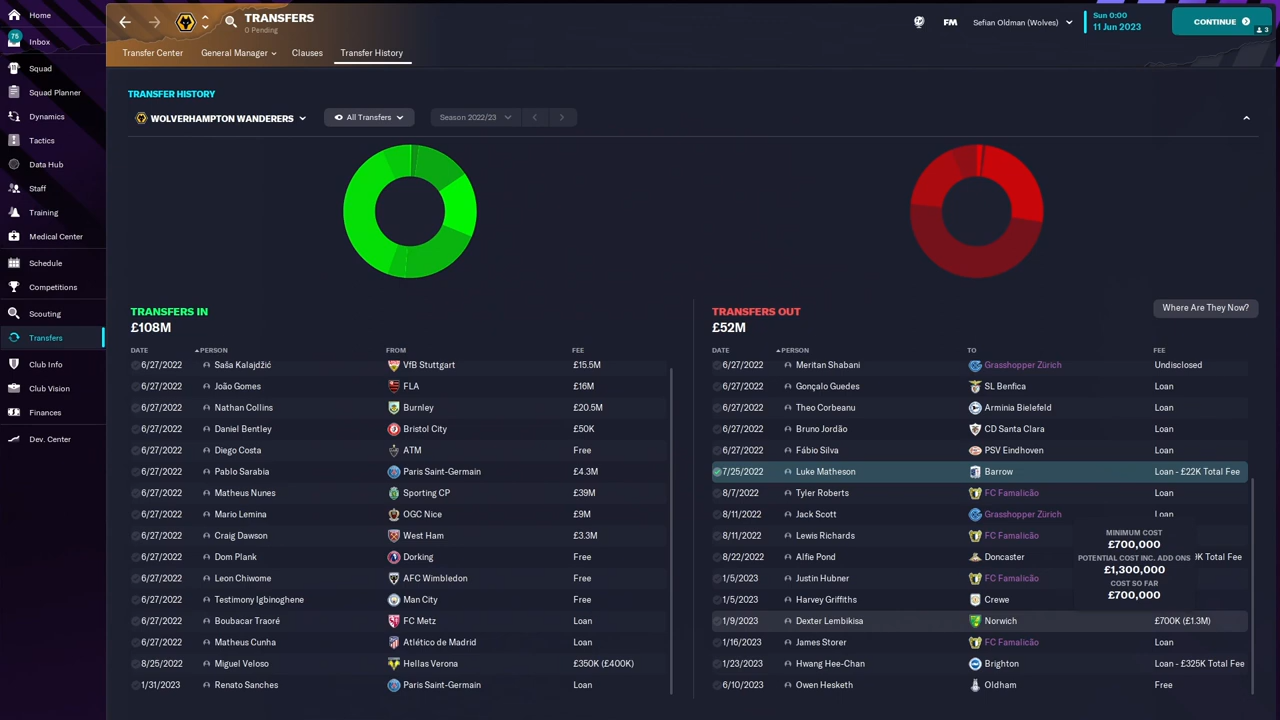 TRANSFERS
0 Pending
FM
Sefian Oldman (Wolves)
Sun 0:00
11 Jun 2023
CONTINUE
3
Home
75
Inbox
Squad
Squad Planner
Dynamics
Tactics
Data Hub
Staff
Training
Medical Center
Schedule
Competitions
Scouting
Transfers
Club Info
Club Vision
Finances
Dev. Center
Transfer Center General Manager Clauses Transfer History
TRANSFER HISTORY
WOLVERHAMPTON WANDERERS All Transfers Season 2022/23
TRANSFERS IN
£108M
DATE PERSON FROM FEE
6/27/2022 Saša Kalajdžić VfB Stuttgart £15.5M
6/27/2022 João Gomes FLA £16M
6/27/2022 Nathan Collins Burnley £20.5M
6/27/2022 Daniel Bentley Bristol City £50K
6/27/2022 Diego Costa ATM Free
6/27/2022 Pablo Sarabia Paris Saint-Germain £4.3M
6/27/2022 Matheus Nunes Sporting CP £39M
6/27/2022 Mario Lemina OGC Nice £9M
6/27/2022 Craig Dawson West Ham £3.3M
6/27/2022 Dom Plank Dorking Free
6/27/2022 Leon Chiwome AFC Wimbledon Free
6/27/2022 Testimony Igbinoghene Man City Free
6/27/2022 Boubacar Traoré FC Metz Loan
6/27/2022 Matheus Cunha Atlético de Madrid Loan
8/25/2022 Miguel Veloso Hellas Verona £350K (£400K)
1/31/2023 Renato Sanches Paris Saint-Germain Loan
TRANSFERS OUT
£52M
Where Are They Now?
DATE PERSON TO FEE
6/27/2022 Meritan Shabani Grasshopper Zürich Undisclosed
6/27/2022 Gonçalo Guedes SL Benfica Loan
6/27/2022 Theo Corbeanu Arminia Bielefeld Loan
6/27/2022 Bruno Jordão CD Santa Clara Loan
6/27/2022 Fábio Silva PSV Eindhoven Loan
7/25/2022 Luke Matheson Barrow Loan - £22K Total Fee
8/7/2022 Tyler Roberts FC Famalicão Loan
8/11/2022 Jack Scott Grasshopper Zürich Loan
8/11/2022 Lewis Richards FC Famalicão
8/22/2022 Alfie Pond Doncaster K Total Fee
1/5/2023 Justin Hubner FC Famalicão
1/5/2023 Harvey Griffiths Crewe
1/9/2023 Dexter Lembikisa Norwich £700K (£1.3M)
1/16/2023 James Storer FC Famalicão Loan
1/23/2023 Hwang Hee-Chan Brighton Loan - £325K Total Fee
6/10/2023 Owen Hesketh Oldham Free
MINIMUM COST
£700,000
POTENTIAL COST INC. ADD ONS
£1,300,000
COST SO FAR
£700,000